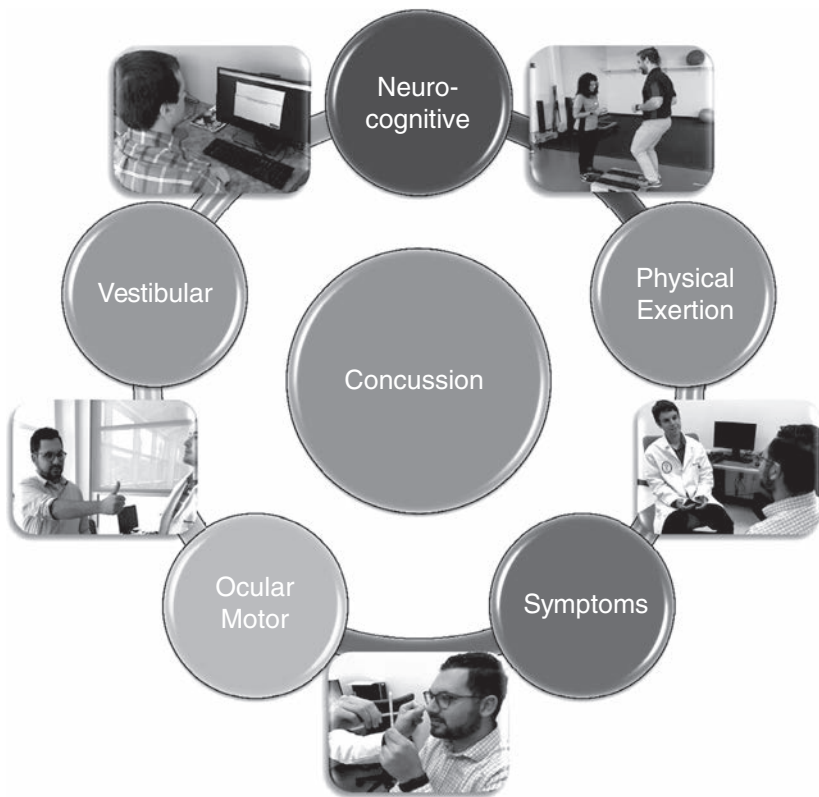 Neuro-
cognitive
Physical
Exertion
Vestibular
Concussion
Ocular
Motor
Symptoms